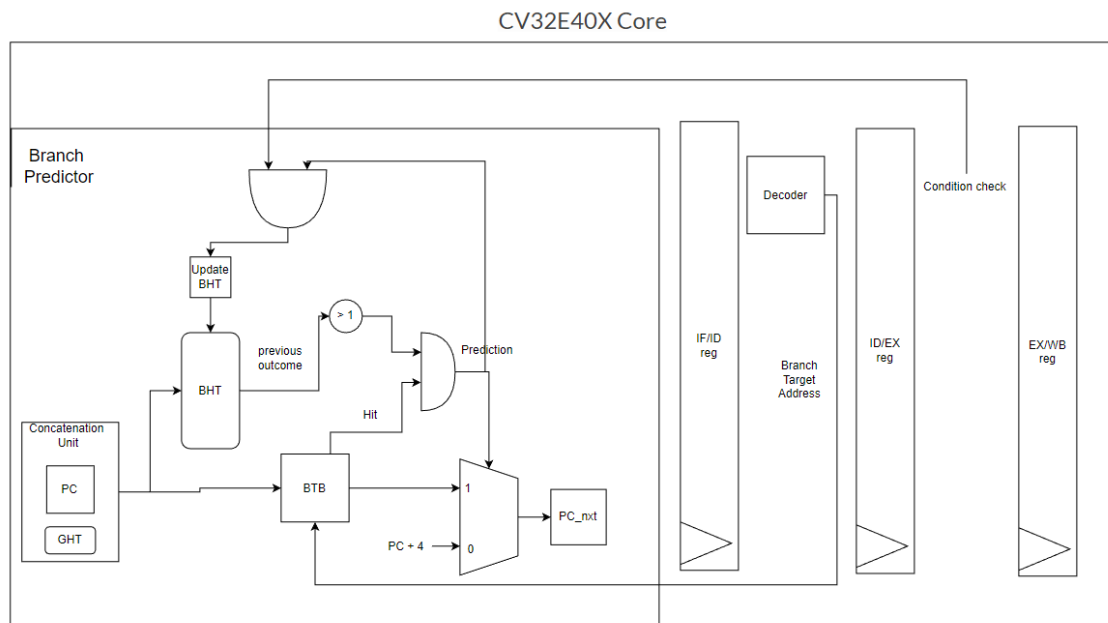 CV32E40X Core
Branch
Predictor
Decoder
Condition check
Update
BHT
> 1
previous
outcome
BHT
Prediction
Hit
IF/ID
reg
Branch
Target
Address
ID/EX
reg
EX/WB
reg
Concatenation
Unit
PC
GHT
BTB
1
PC + 4
0
PC_nxt